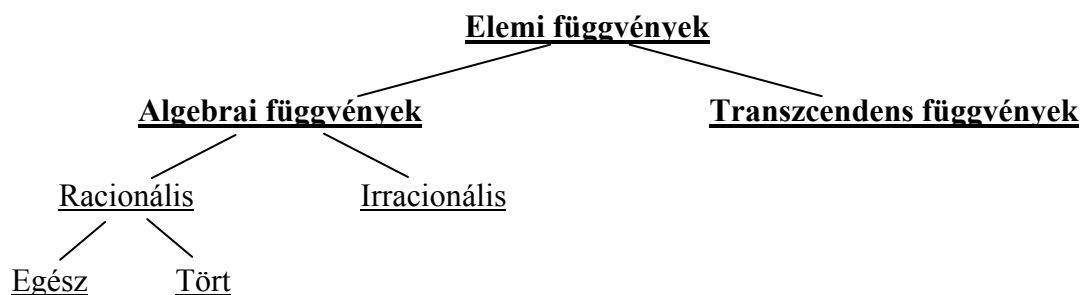 Elemi függvények
Algebrai függvények Transzcendens függvények
Racionális Irracionális
Egész Tört